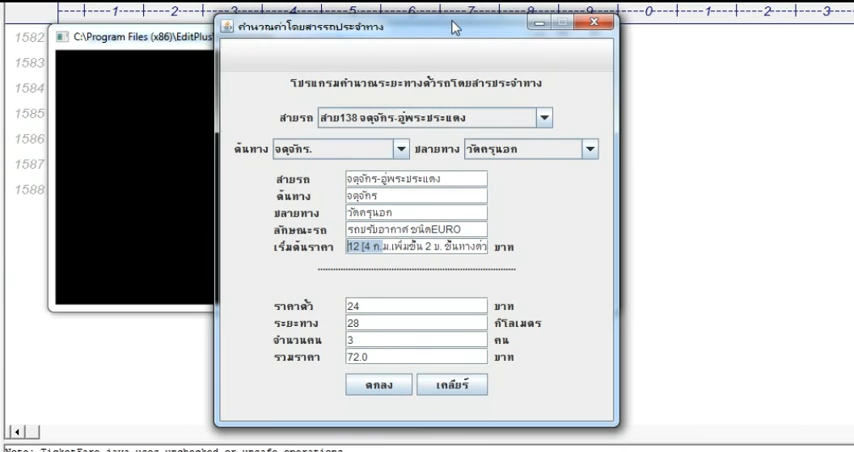 0 1 2 3
1582 C:\Program Files (x86)\EditPlus คำนวณค่าโดยสารรถประจำทาง
1583
1584
1585
1586
1587
1588
โปรแกรมคำนวณระยะทางตั๋วรถโดยสารประจำทาง
สายรถ สาย138 จตุจักร-อู่พระประแดง
ต้นทาง จตุจักร. ปลายทาง วัดครุนอก
สายรถ จตุจักร-อู่พระประแดง
ต้นทาง จตุจักร
ปลายทาง วัดครุนอก
ลักษณะรถ รถปรับอากาศ ชนิดEURO
เริ่มต้นราคา 12 [4 ก.ม.เพิ่มขึ้น 2 บ. ขึ้นทางด่ว บาท
ราคาตั๋ว 24 บาท
ระยะทาง 28 กิโลเมตร
จำนวนคน 3 คน
รวมราคา 72.0 บาท
ตกลง เคลียร์
Note: TicketFare.java uses unchecked or unsafe operations.